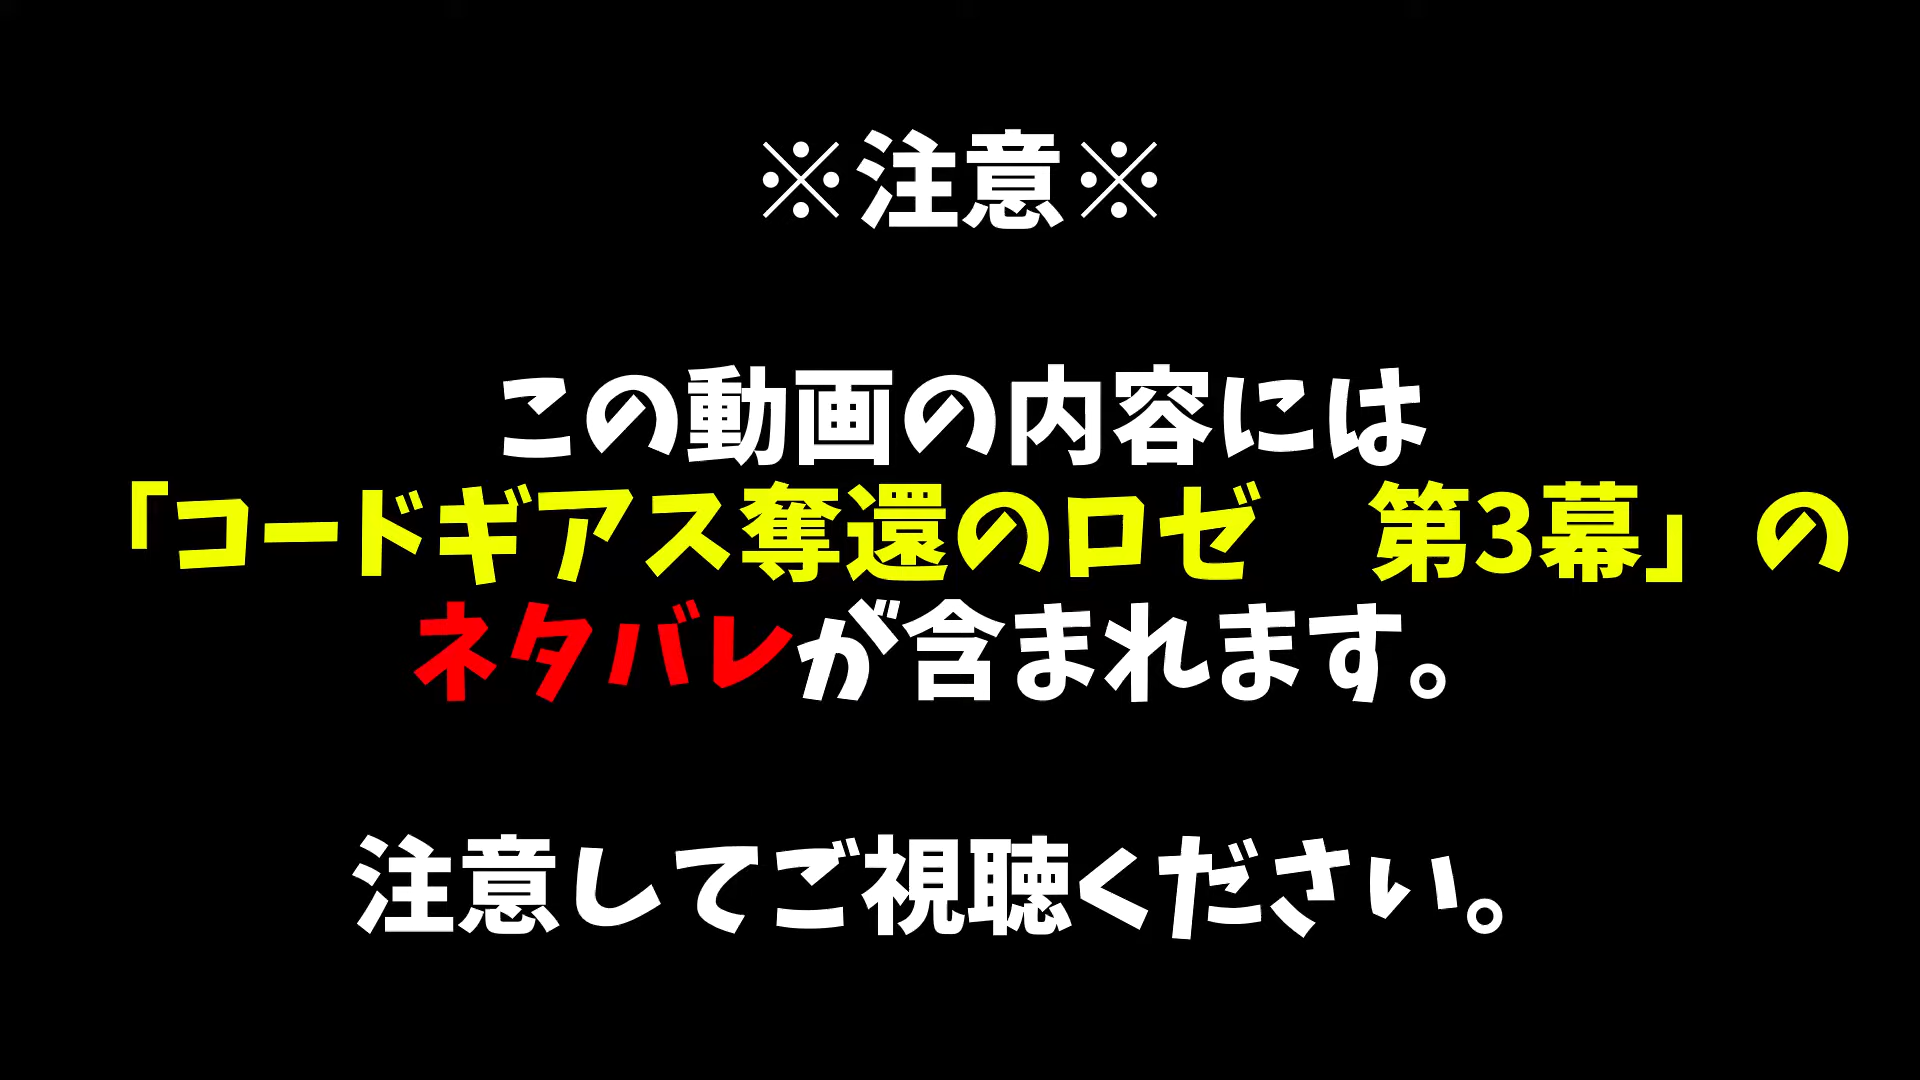 ※注意※
この動画の内容には
「コードギアス奪還のロゼ　第3幕」の
ネタバレが含まれます。
注意してご視聴ください。